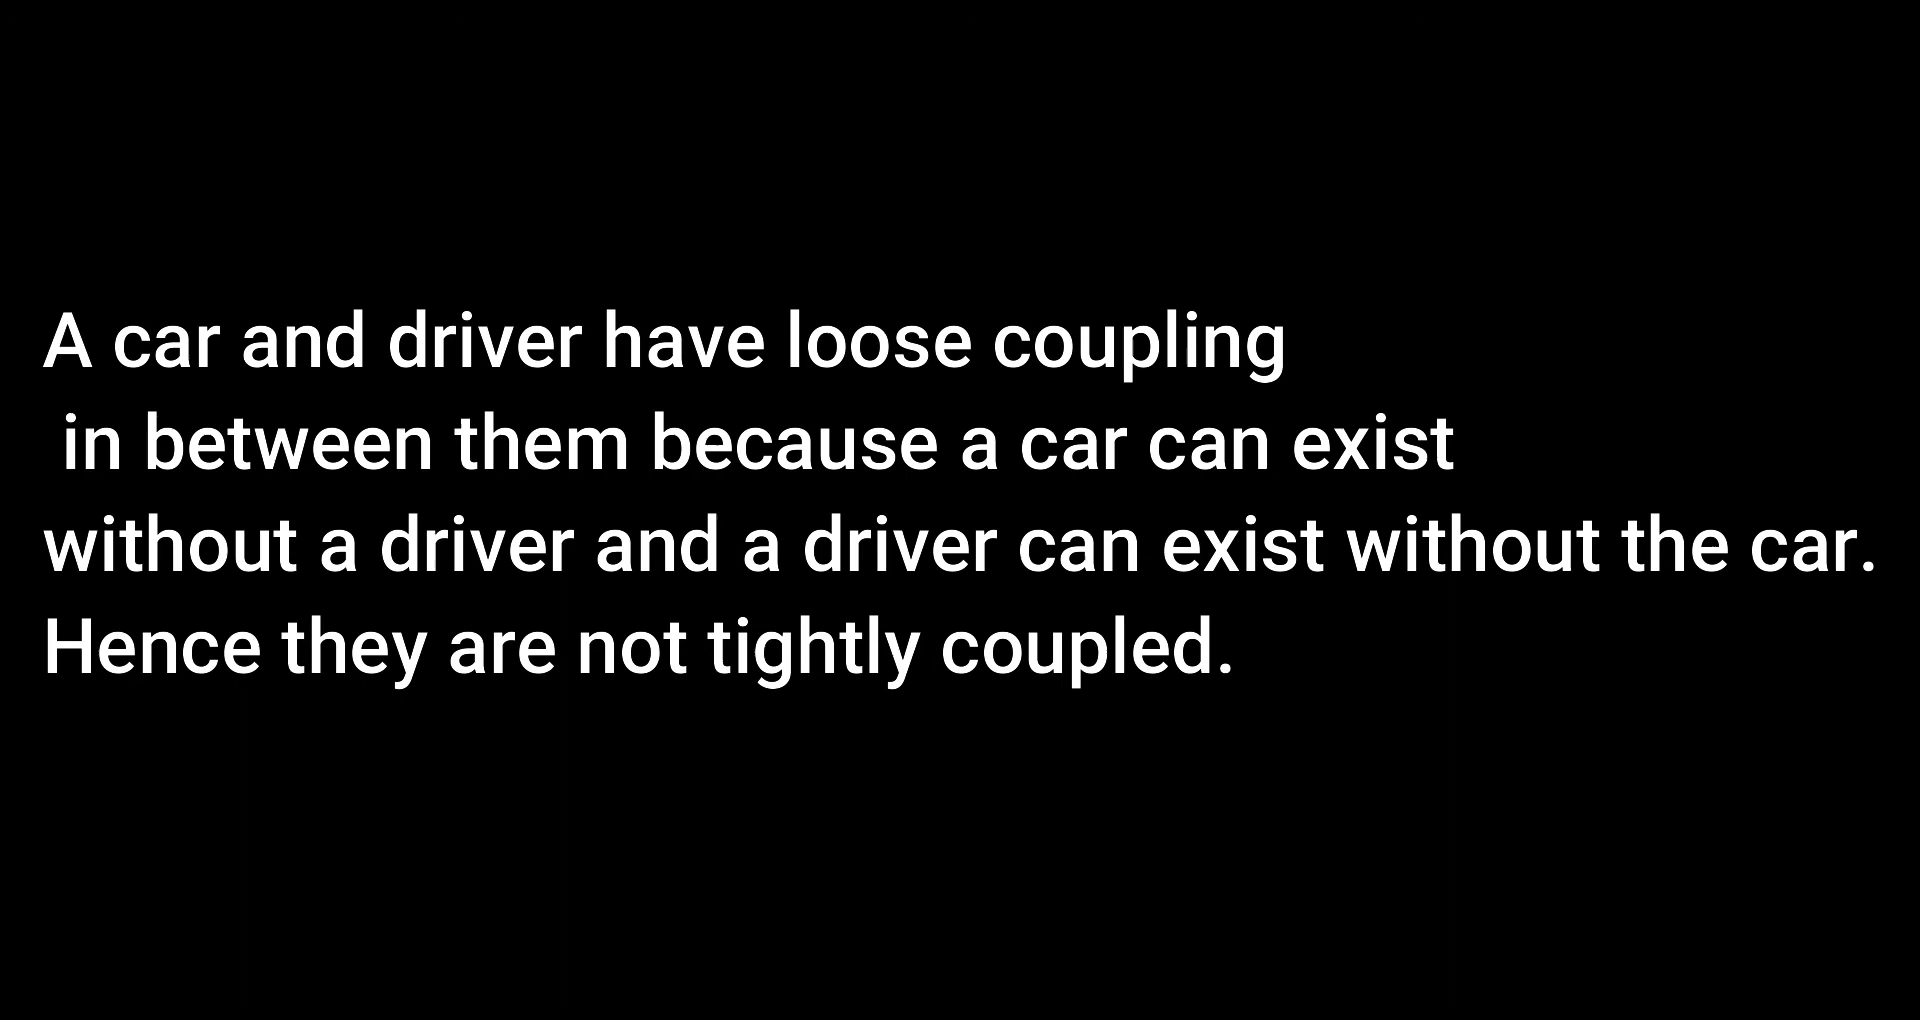 A car and driver have loose coupling
in between them because a car can exist
without a driver and a driver can exist without the car.
Hence they are not tightly coupled.